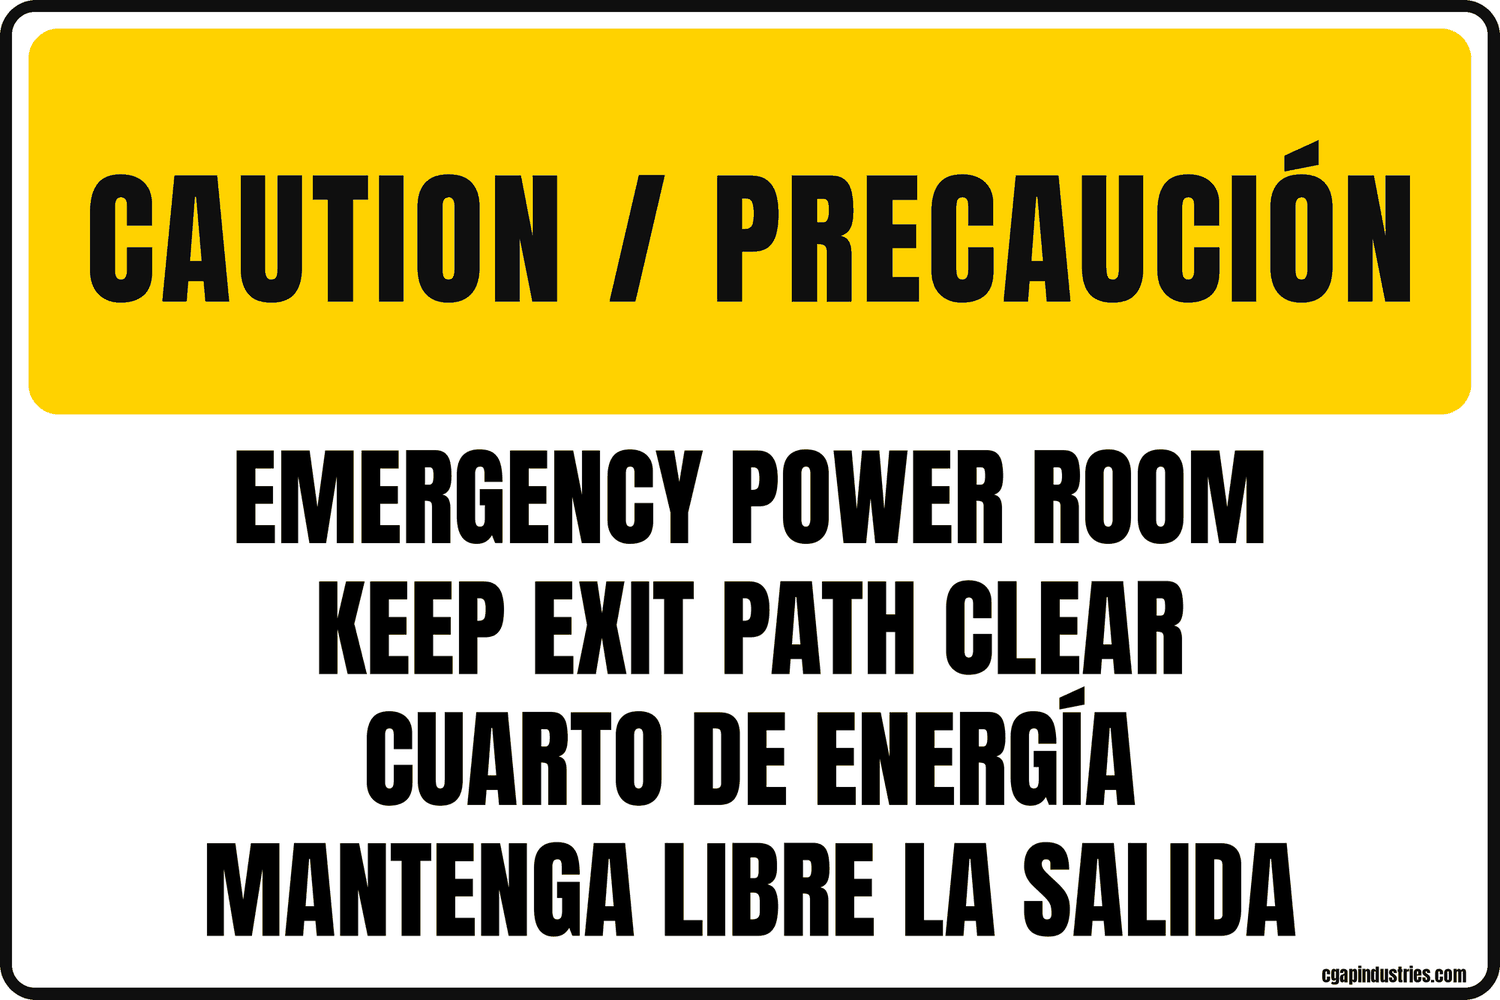 CAUTION / PRECAUCIÓN
EMERGENCY POWER ROOM
KEEP EXIT PATH CLEAR
CUARTO DE ENERGÍA
MANTENGA LIBRE LA SALIDA
cgapindustries.com